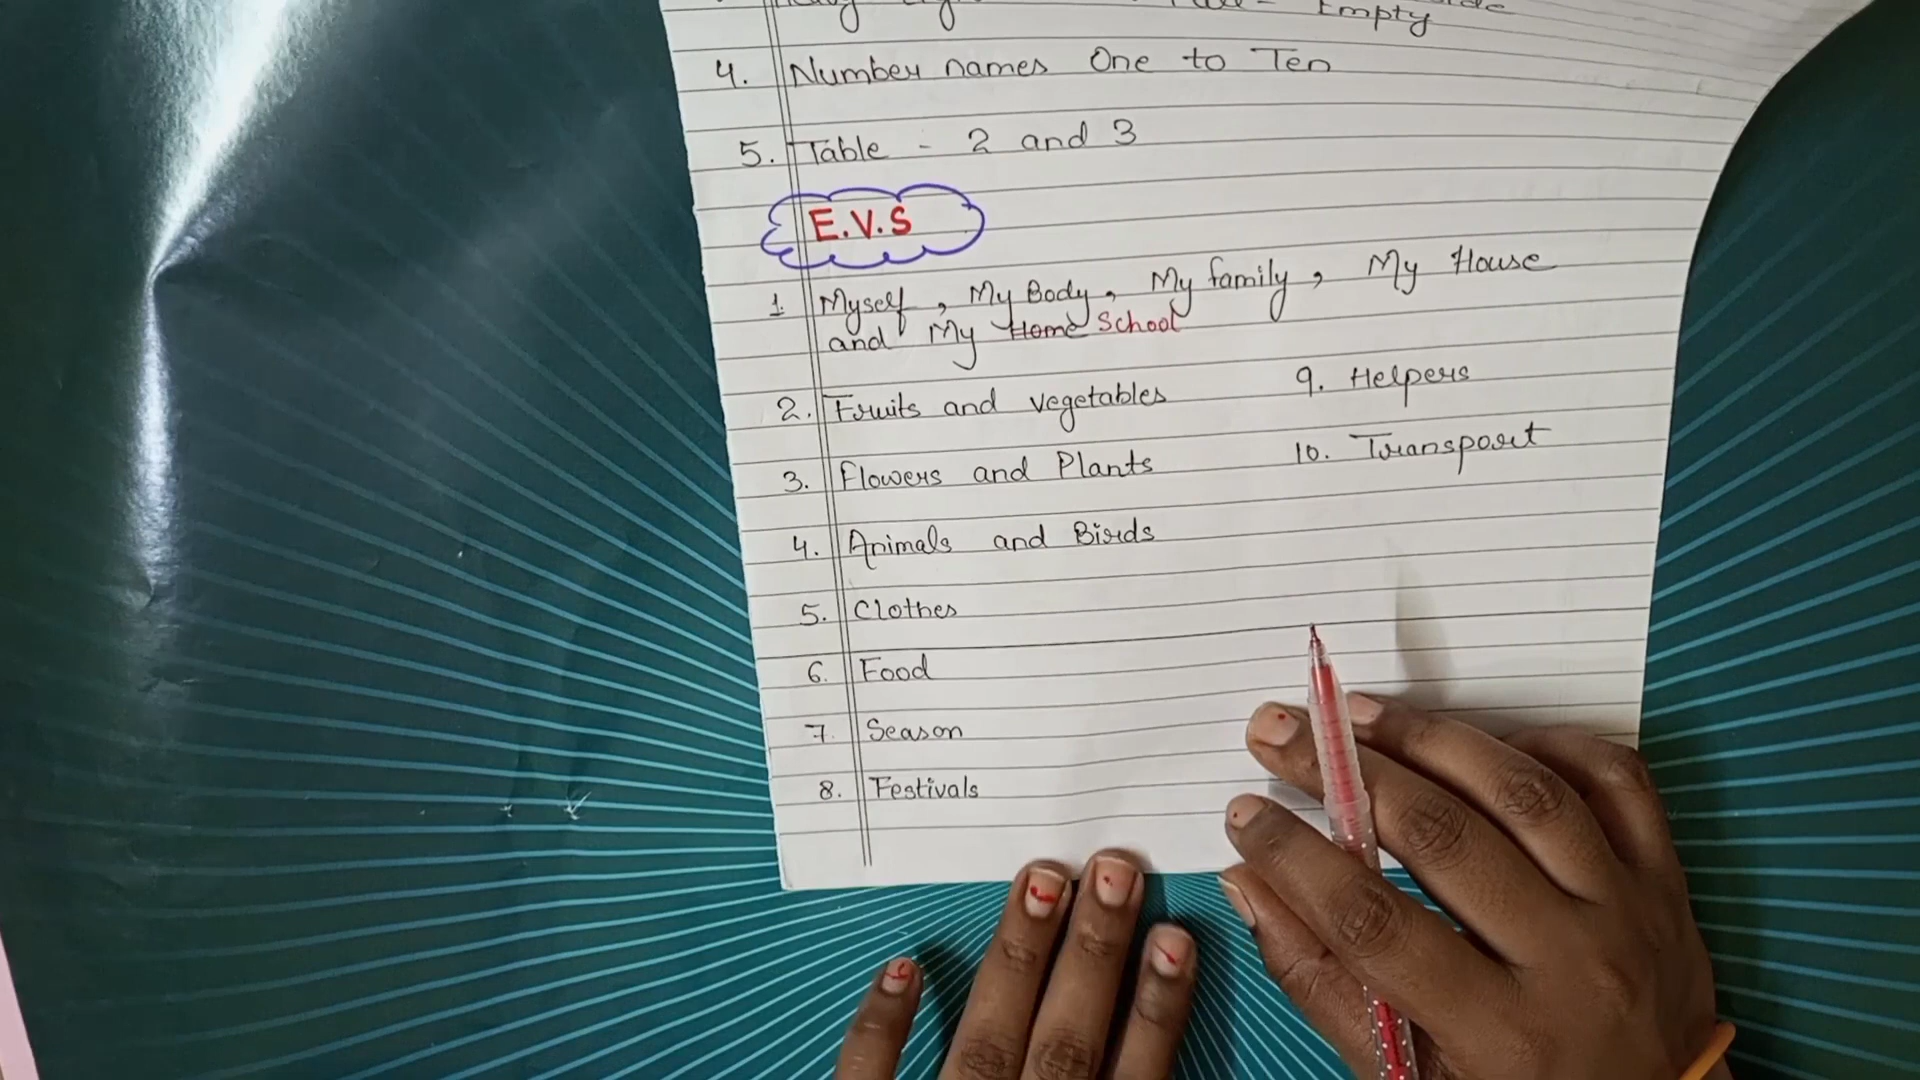 Empty
4. Number names One to Ten
5. Table - 2 and 3
E.V.S
1. Myself, My Body, My family, My House
and My Home School
2. Fruits and vegetables
3. Flowers and Plants
4. Animals and Birds
5. Clothes
6. Food
7. Season
8. Festivals
9. Helpers
10. Transport